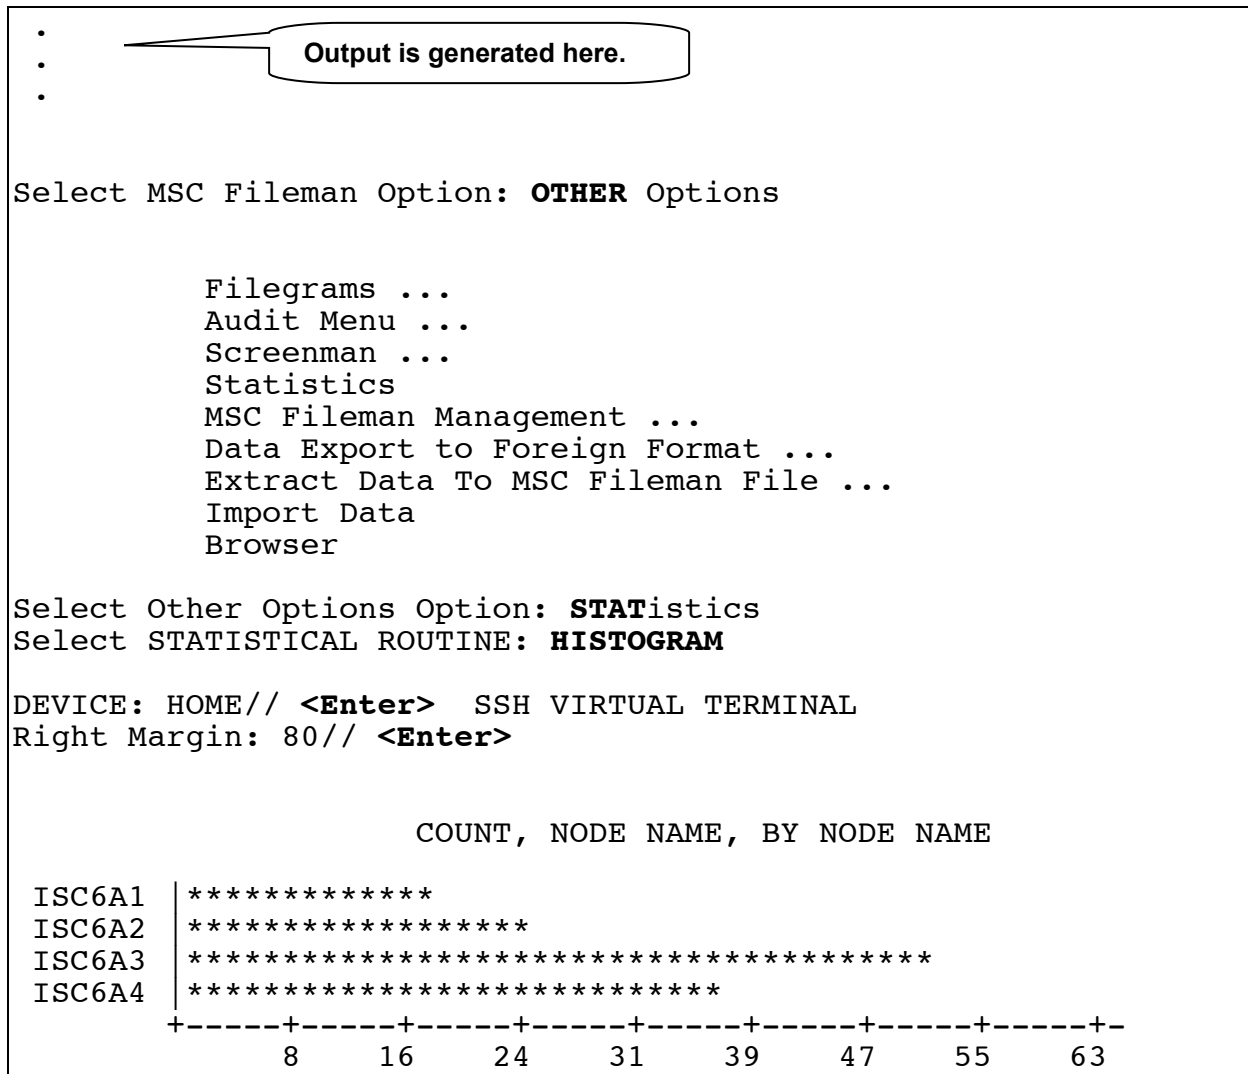 .
. Output is generated here.
.
Select MSC Fileman Option: OTHER Options
Filegrams ...
Audit Menu ...
Screenman ...
Statistics
MSC Fileman Management ...
Data Export to Foreign Format ...
Extract Data To MSC Fileman File ...
Import Data
Browser
Select Other Options Option: STATistics
Select STATISTICAL ROUTINE: HISTOGRAM
DEVICE: HOME// <Enter>  SSH VIRTUAL TERMINAL
Right Margin: 80// <Enter>
COUNT, NODE NAME, BY NODE NAME
ISC6A1 |*************
ISC6A2 |******************
ISC6A3 |***************************************
ISC6A4 |****************************
+-----+-----+-----+-----+-----+-----+-----+-----+-
8 16 24 31 39 47 55 63